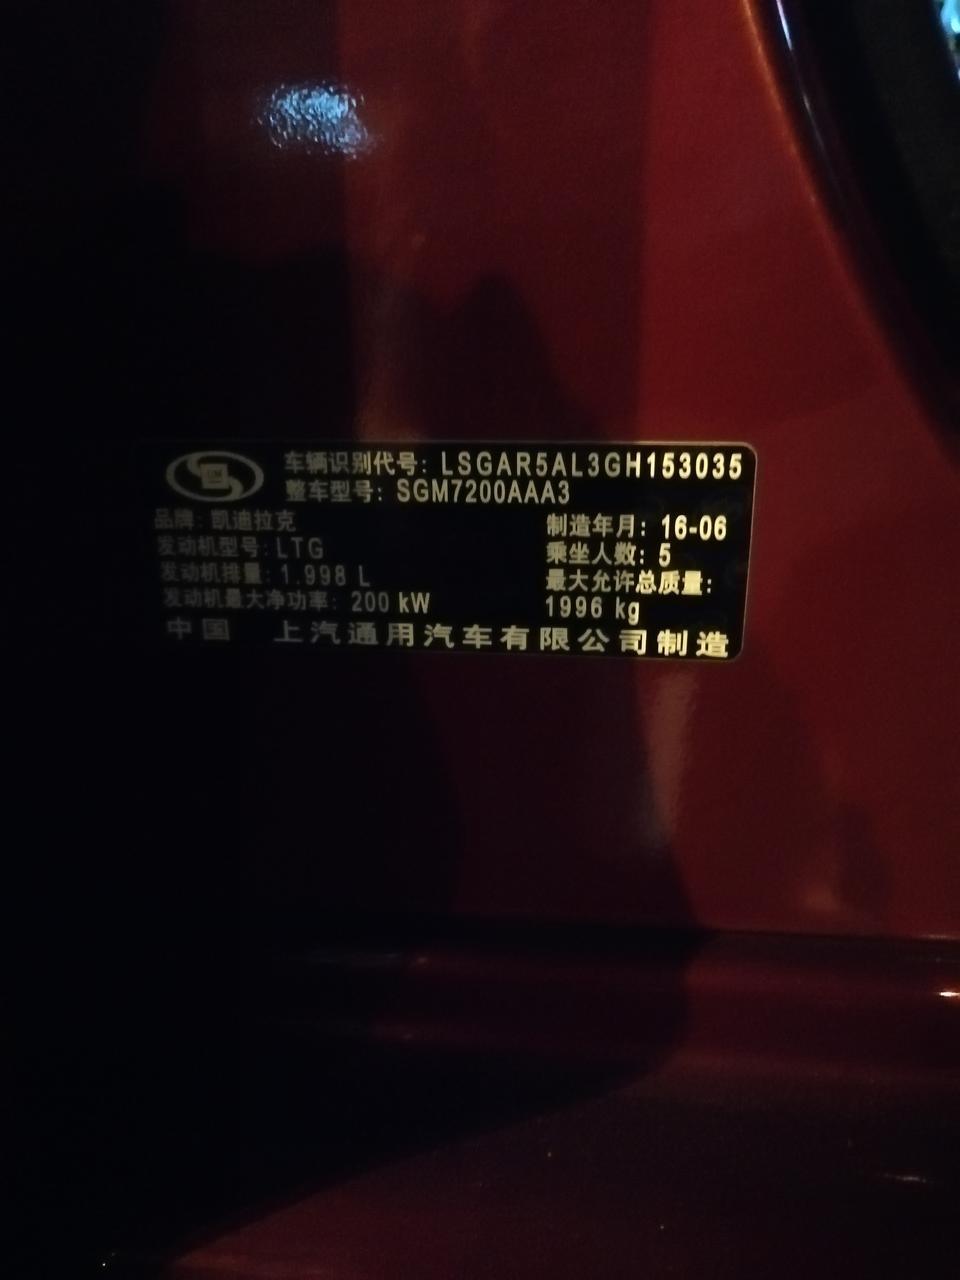 车辆识别代号: LSGAR5AL3GH153035
整车型号: SGM7200AAA3
品牌: 凯迪拉克
制造年月: 16-06
发动机型号: LTG
乘坐人数: 5
发动机排量: 1.998 L
最大允许总质量:
发动机最大净功率: 200 kW
1996 kg
中国 上汽通用汽车有限公司制造